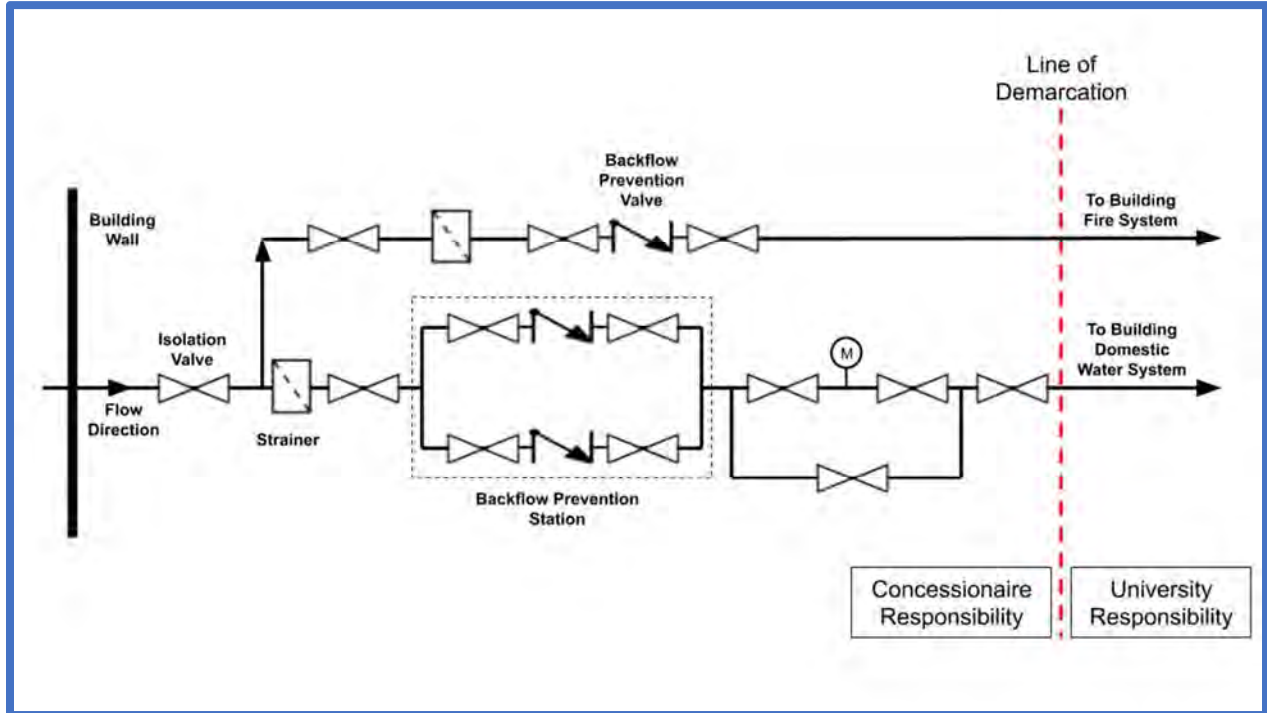 Line of
Demarcation
Backflow
Prevention
Valve
To Building
Fire System
Building
Wall
Isolation
Valve
To Building
Domestic
Water System
M
Flow
Direction
Strainer
Backflow Prevention
Station
Concessionaire
Responsibility
University
Responsibility